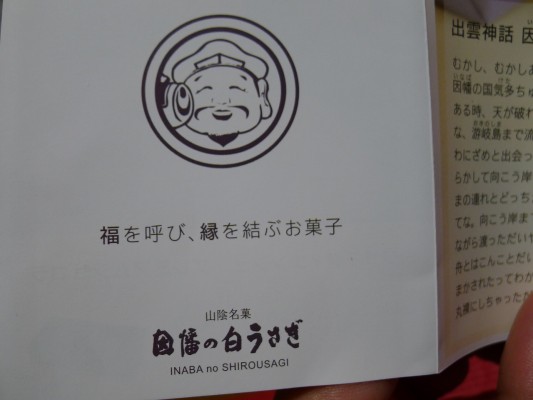 福を呼び、縁を結ぶお菓子
山陰名菓
因幡の白うさぎ
INABA no SHIROUSAGI
出雲神話 因
むかし、むかしあ
因幡の国気多ちゅ
ある時、天が破れ
な、游岐島まで流
わにざめと出会っ
らかして向こう岸
まの連れとどっち
てな。向こう岸ま
ながら渡っただいや
舟とはこんことだい
まかされたってわか
丸裸にしちゃっただ